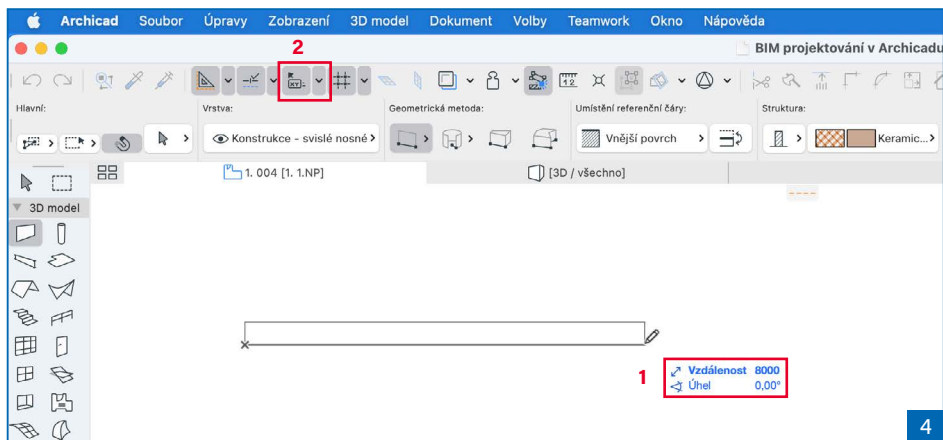 Archicad Soubor Úpravy Zobrazení 3D model Dokument Volby Teamwork Okno Nápověda
2
BIM projektování v Archicadu
Hlavní: Vrstva: Geometrická metoda: Umístění referenční čáry: Struktura:
Konstrukce - svislé nosné Vnější povrch Keramic...
1. 004 [1. 1.NP] [3D / všechno]
3D model
1
Vzdálenost 8000
Úhel 0,00°
4